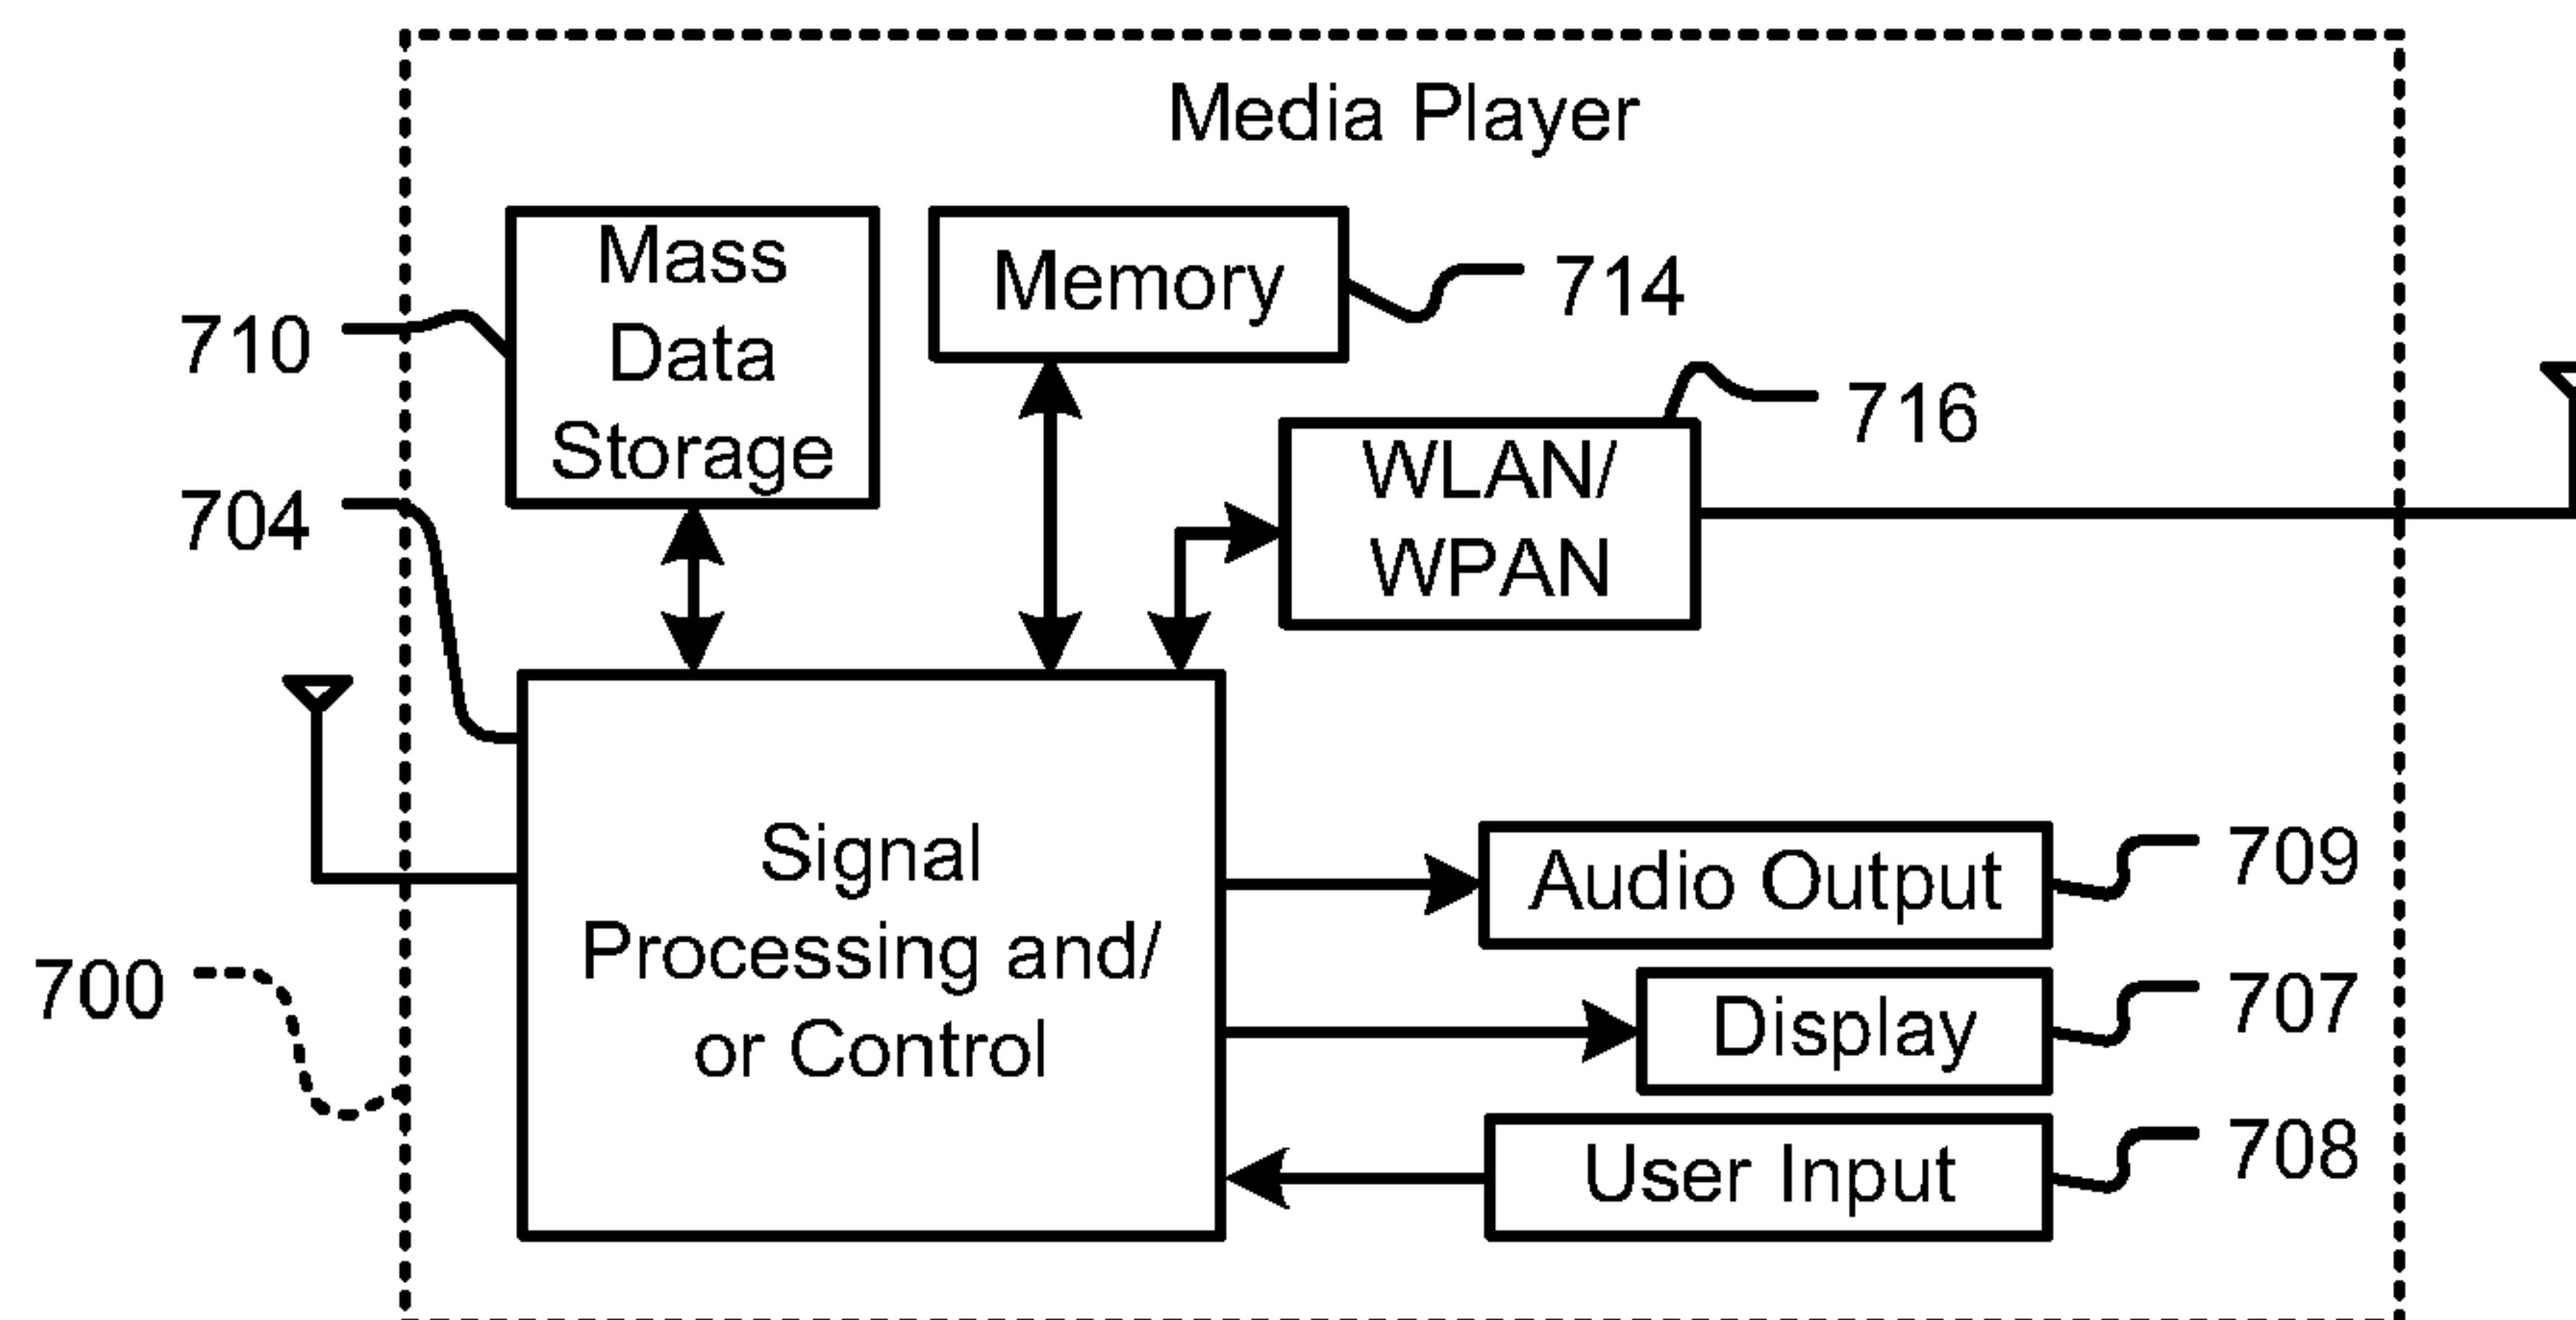 Media Player
Mass
Data
Storage
710
Memory
714
716
WLAN/
WPAN
704
Signal
Processing and/
or Control
700
Audio Output
709
Display
707
User Input
708